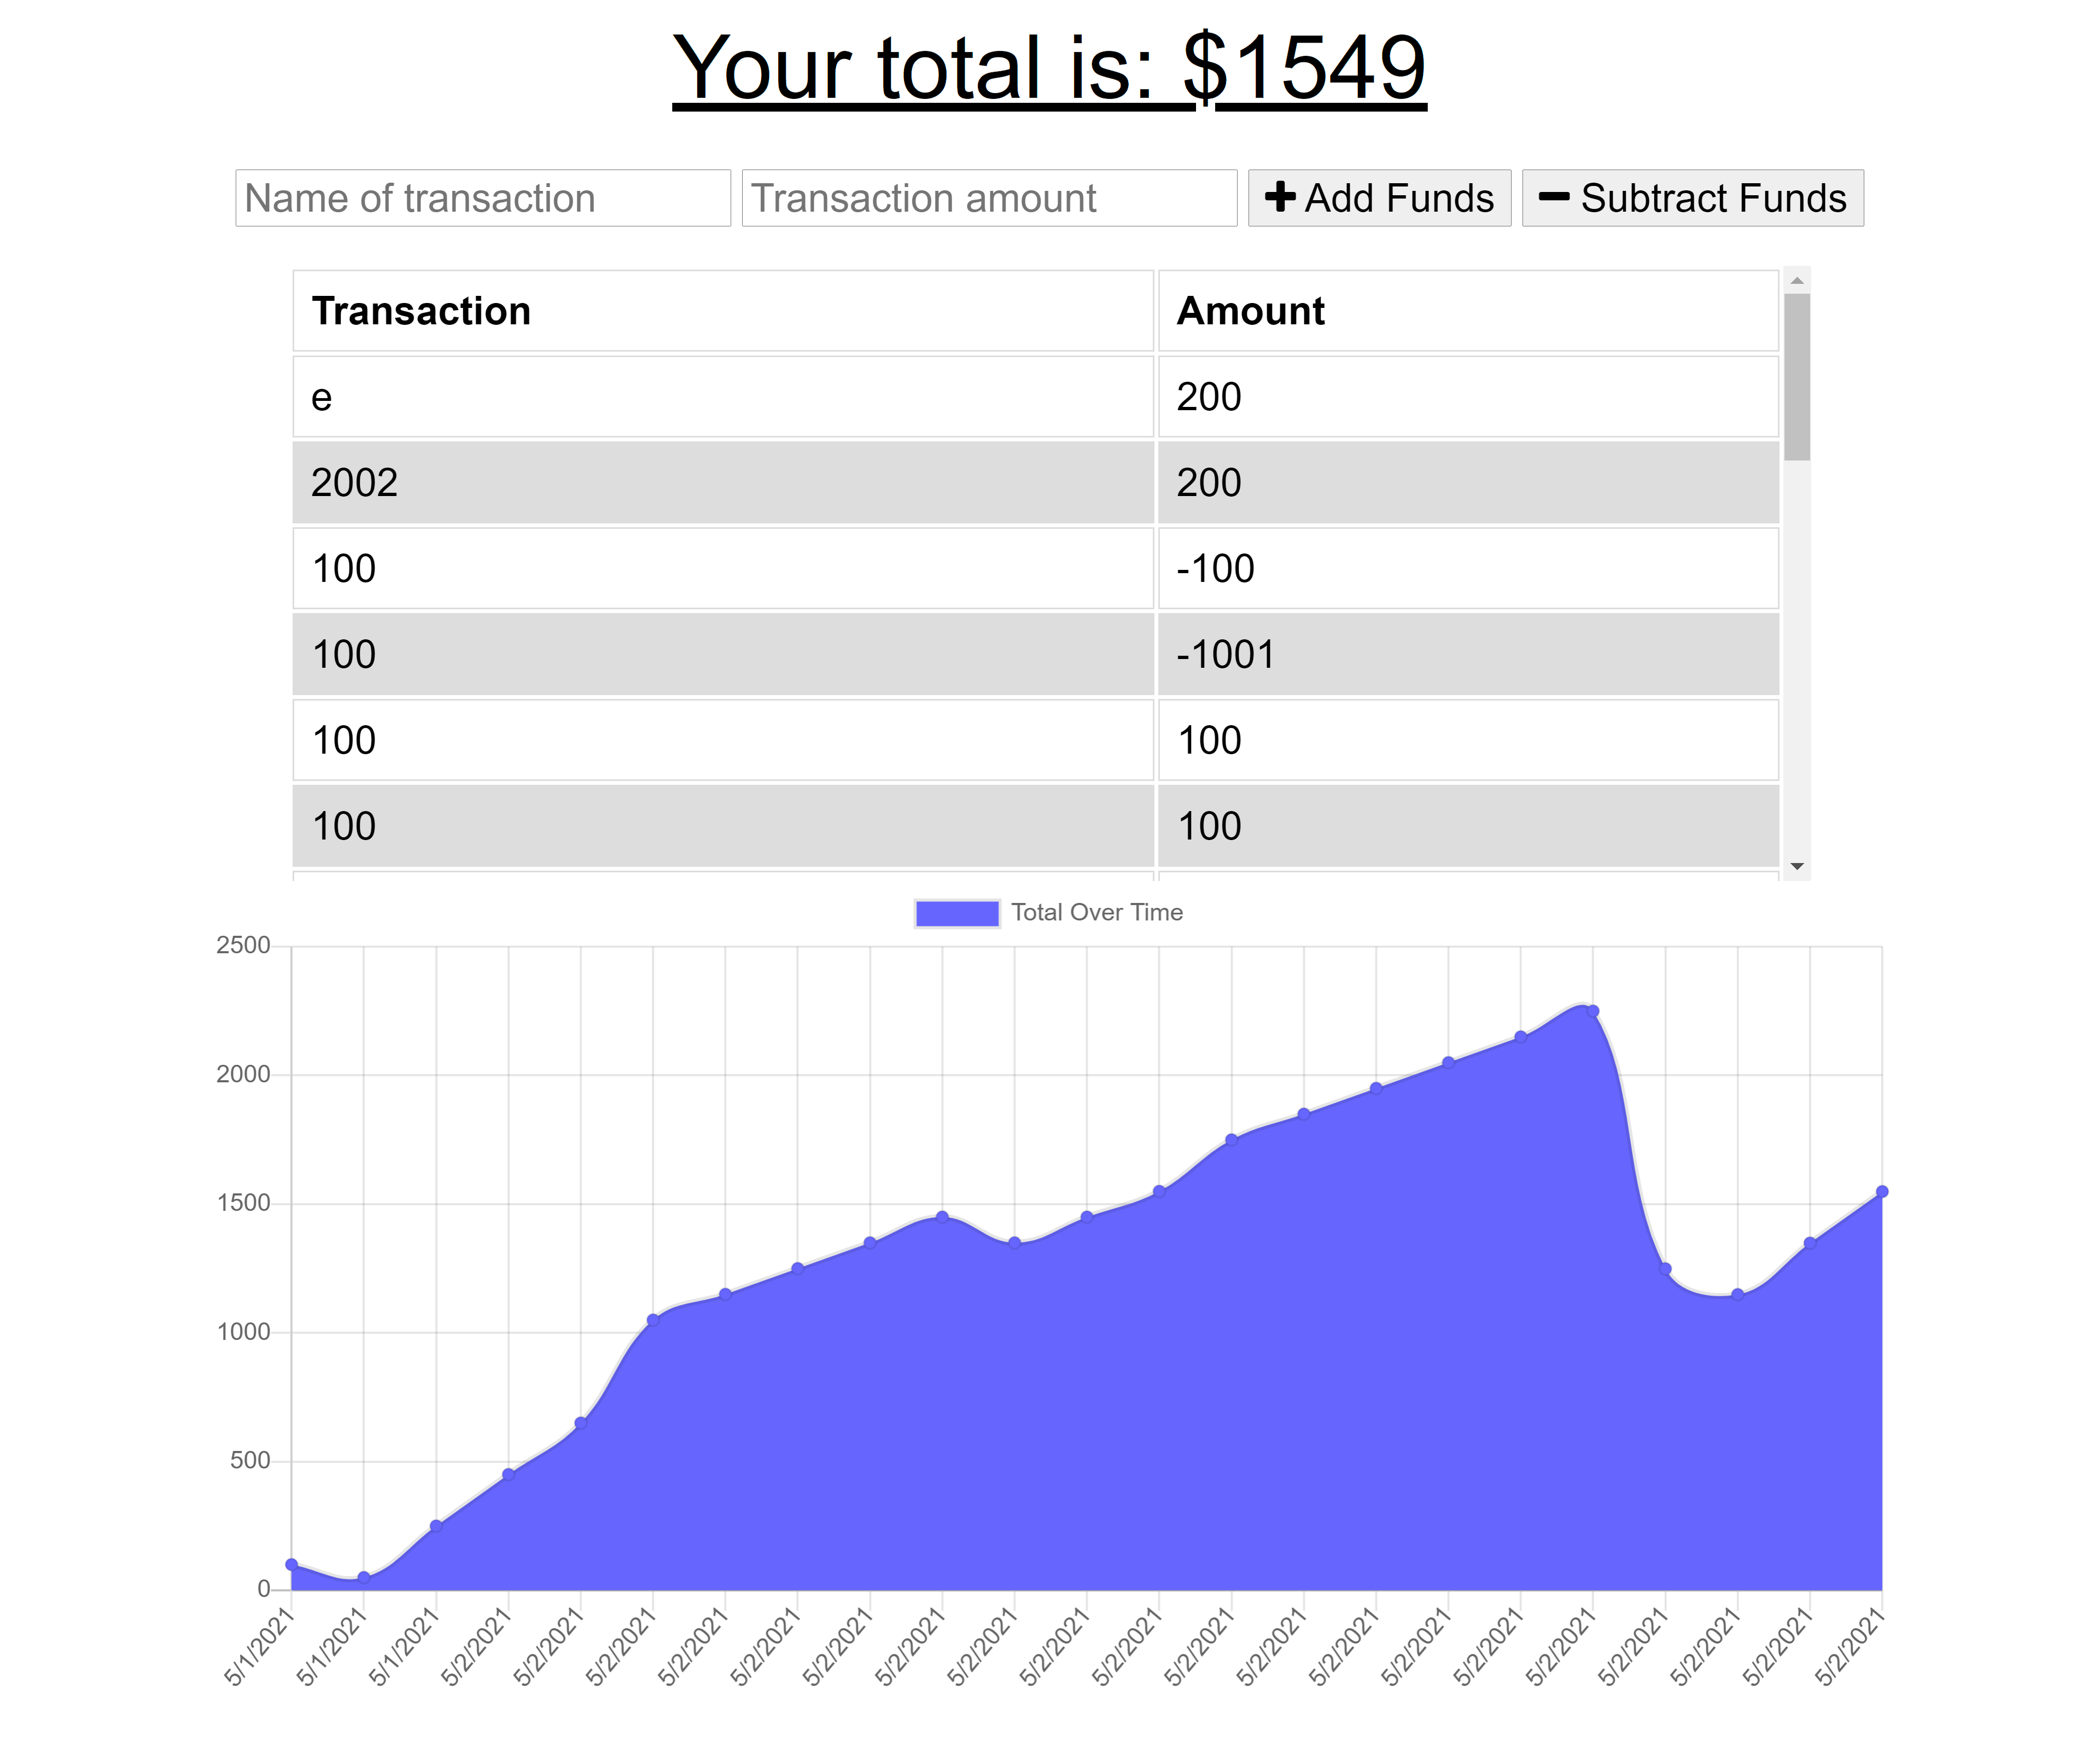 Your total is: $1549
Name of transaction Transaction amount Add Funds Subtract Funds
Transaction Amount
e 200
2002 200
100 -100
100 -1001
100 100
100 100
Total Over Time
2500
2000
1500
1000
500
0
5/1/2021 5/1/2021 5/1/2021 5/2/2021 5/2/2021 5/2/2021 5/2/2021 5/2/2021 5/2/2021 5/2/2021 5/2/2021 5/2/2021 5/2/2021 5/2/2021 5/2/2021 5/2/2021 5/2/2021 5/2/2021 5/2/2021 5/2/2021 5/2/2021 5/2/2021 5/2/2021